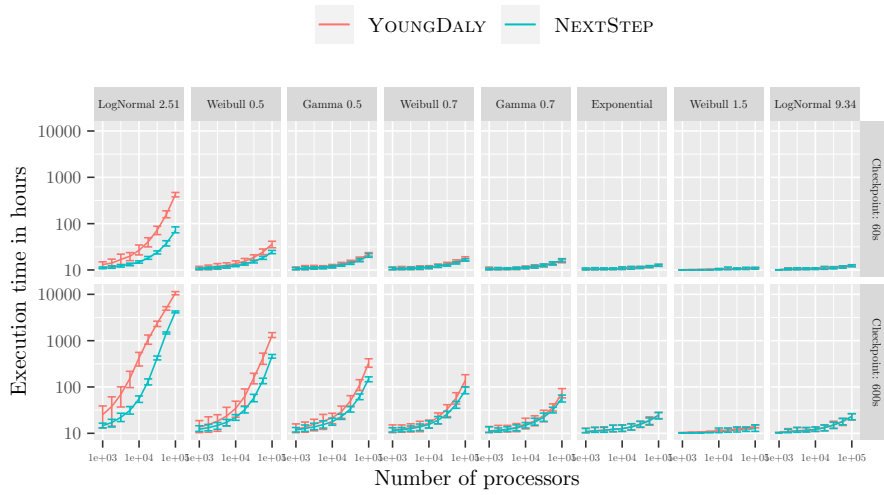 YOUNGDALY NEXTSTEP
LogNormal 2.51 Weibull 0.5 Gamma 0.5 Weibull 0.7 Gamma 0.7 Exponential Weibull 1.5 LogNormal 9.34
Execution time in hours
10000
1000
100
10
Checkpoint: 60s
10000
1000
100
10
Checkpoint: 600s
1e+03 1e+04 1e+05 1e+03 1e+04 1e+05 1e+03 1e+04 1e+05 1e+03 1e+04 1e+05 1e+03 1e+04 1e+05 1e+03 1e+04 1e+05 1e+03 1e+04 1e+05 1e+03 1e+04 1e+05
Number of processors